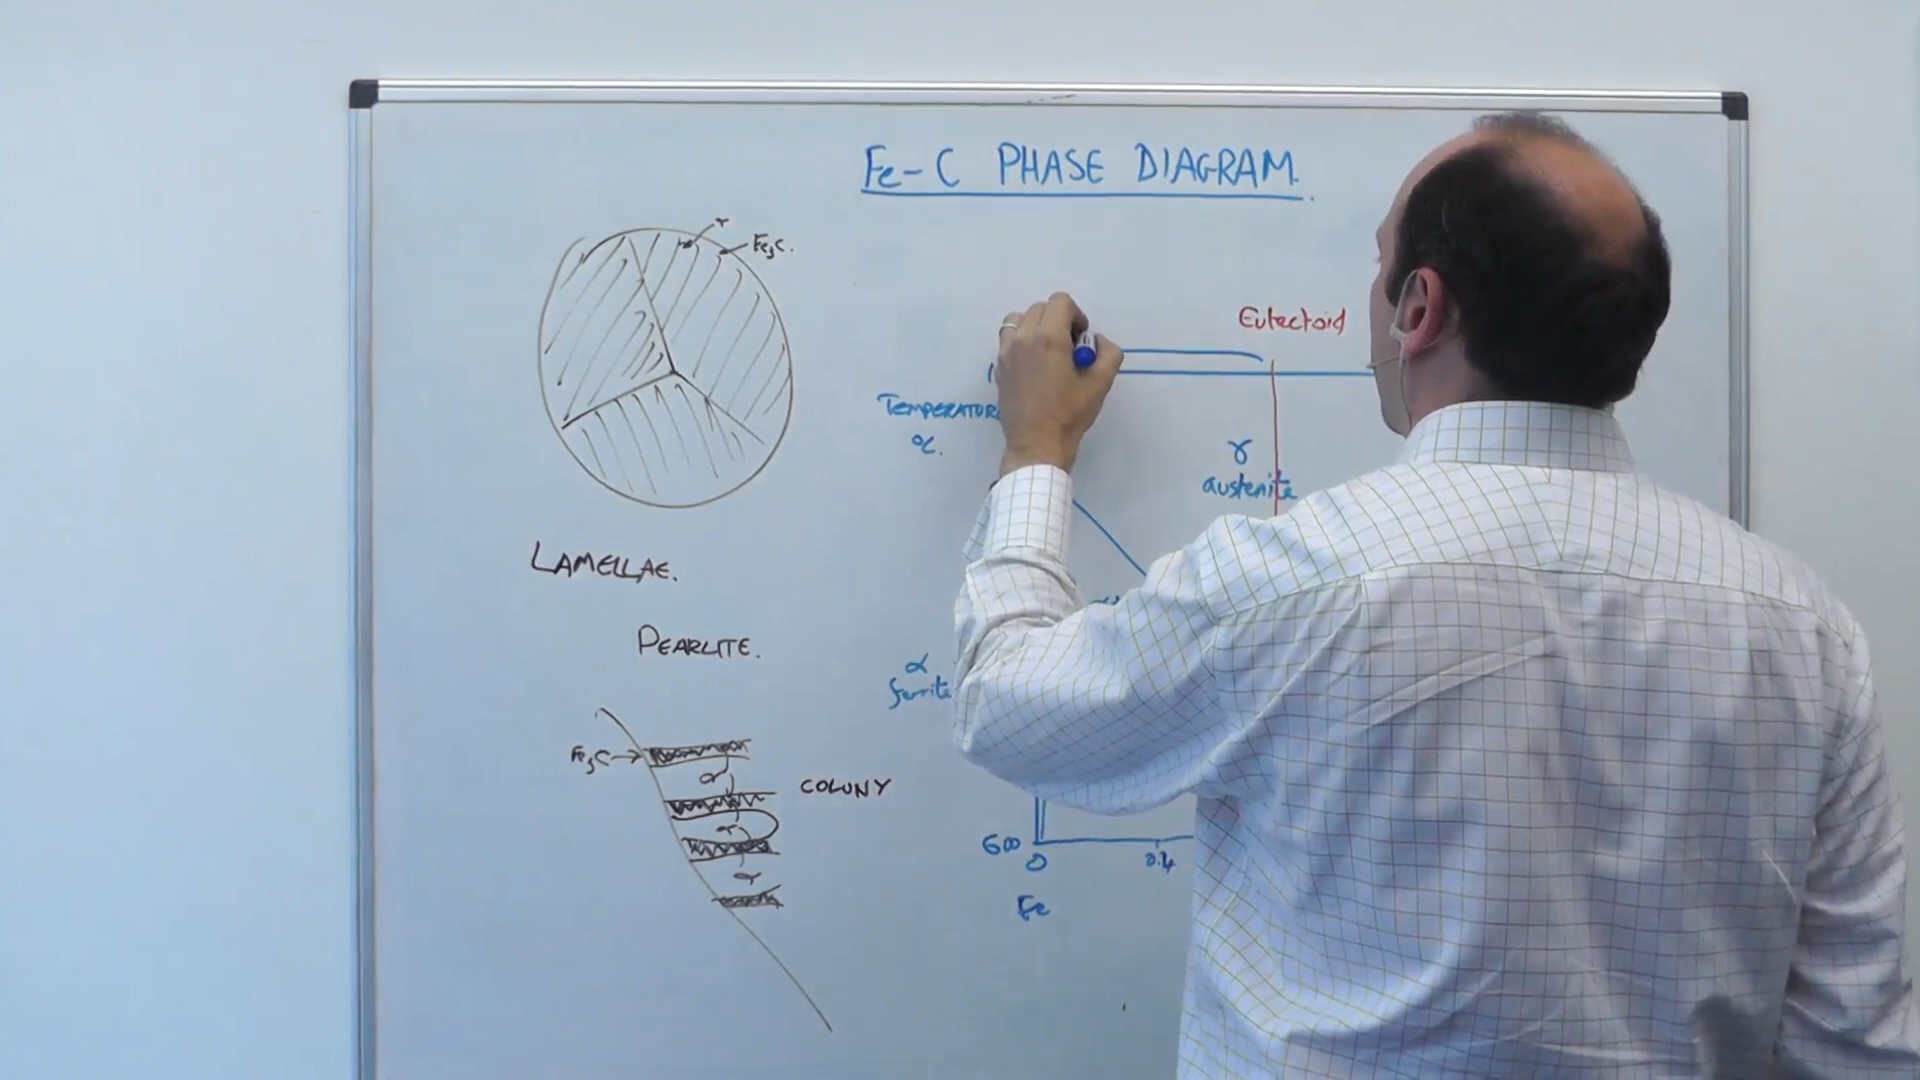 Fe-C PHASE DIAGRAM.
Fe₃C.
Eutectoid
TEMPERATURE
°C.
γ
austenite
LAMELLAE.
PEARLITE.
α
ferrite
Fe₃C →
α
COLONY
α
α
600
0
0.4
Fe